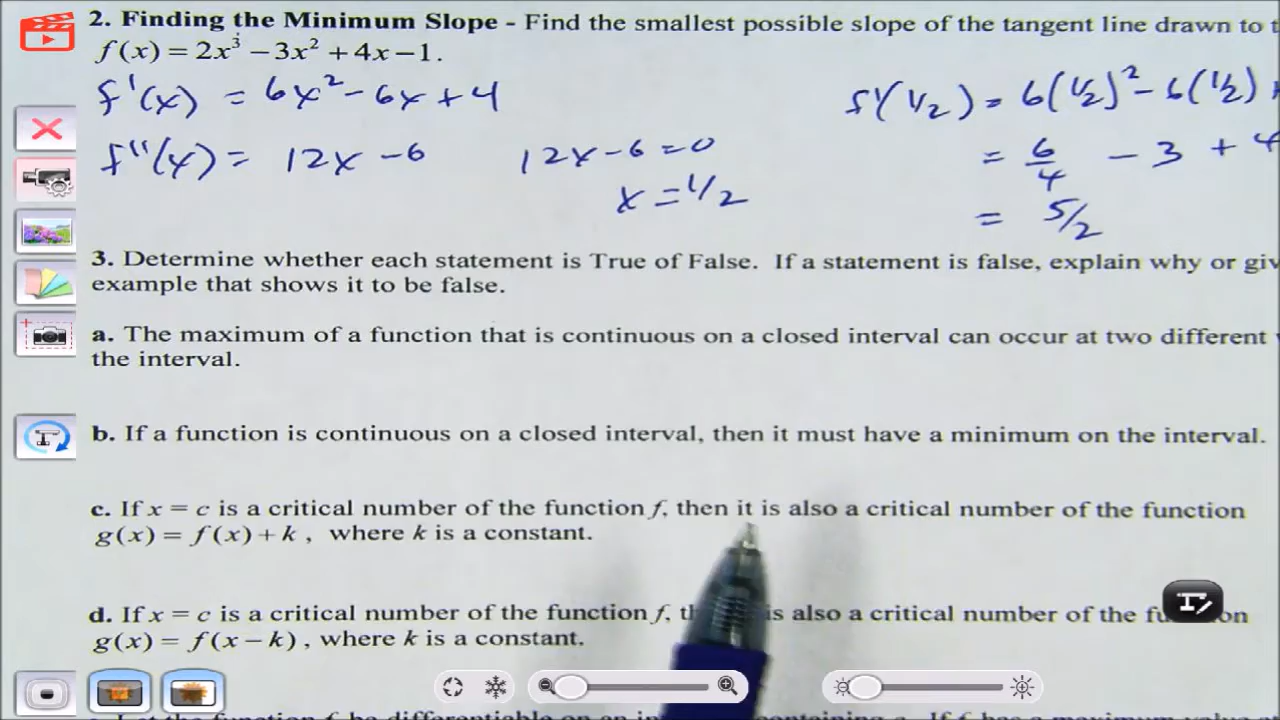 2. Finding the Minimum Slope - Find the smallest possible slope of the tangent line drawn to
f(x) = 2x³ − 3x² + 4x − 1.
f'(x) = 6x² − 6x + 4
f'(1/2) = 6(1/2)² − 6(1/2)
f''(x) = 12x − 6
12x − 6 = 0
= 6/4 − 3 + 4
x = 1/2
= 5/2
3. Determine whether each statement is True of False. If a statement is false, explain why or giv
example that shows it to be false.
a. The maximum of a function that is continuous on a closed interval can occur at two different
the interval.
b. If a function is continuous on a closed interval, then it must have a minimum on the interval.
c. If x = c is a critical number of the function f, then it is also a critical number of the function
g(x) = f(x) + k, where k is a constant.
d. If x = c is a critical number of the function f, is also a critical number of the
g(x) = f(x − k), where k is a constant.